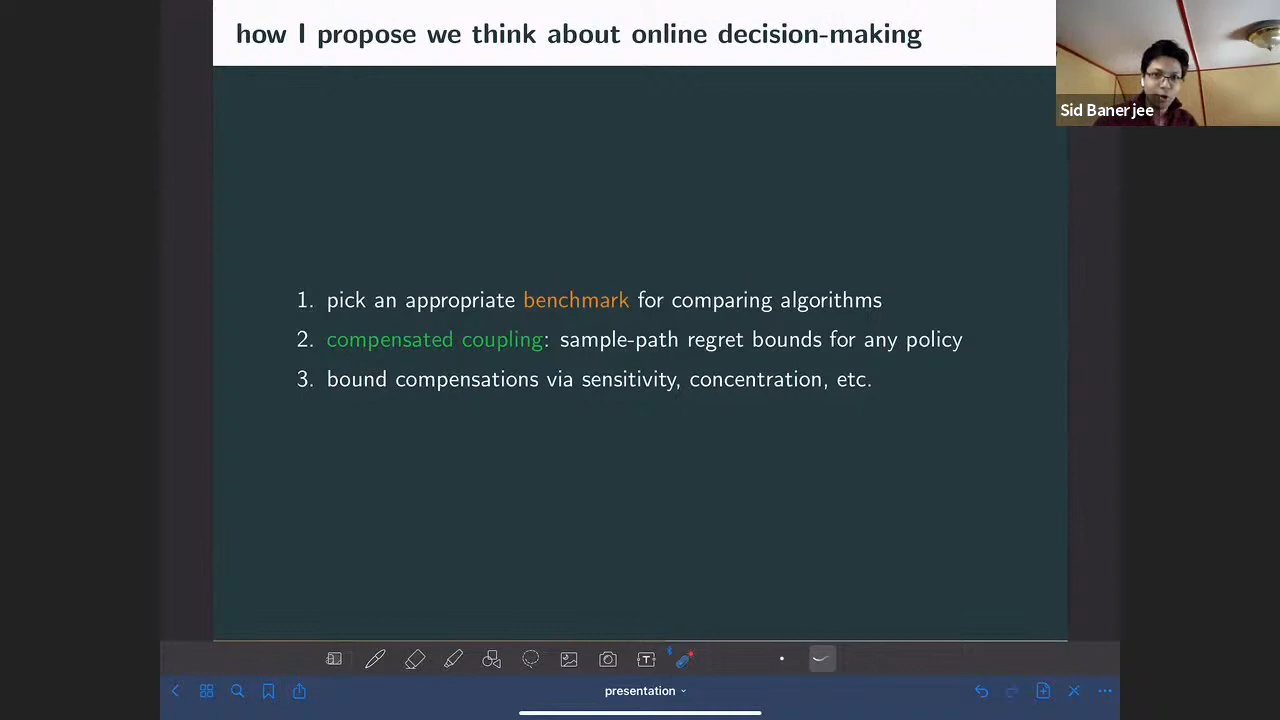 how I propose we think about online decision-making
Sid Banerjee
1. pick an appropriate benchmark for comparing algorithms
2. compensated coupling: sample-path regret bounds for any policy
3. bound compensations via sensitivity, concentration, etc.
T
presentation